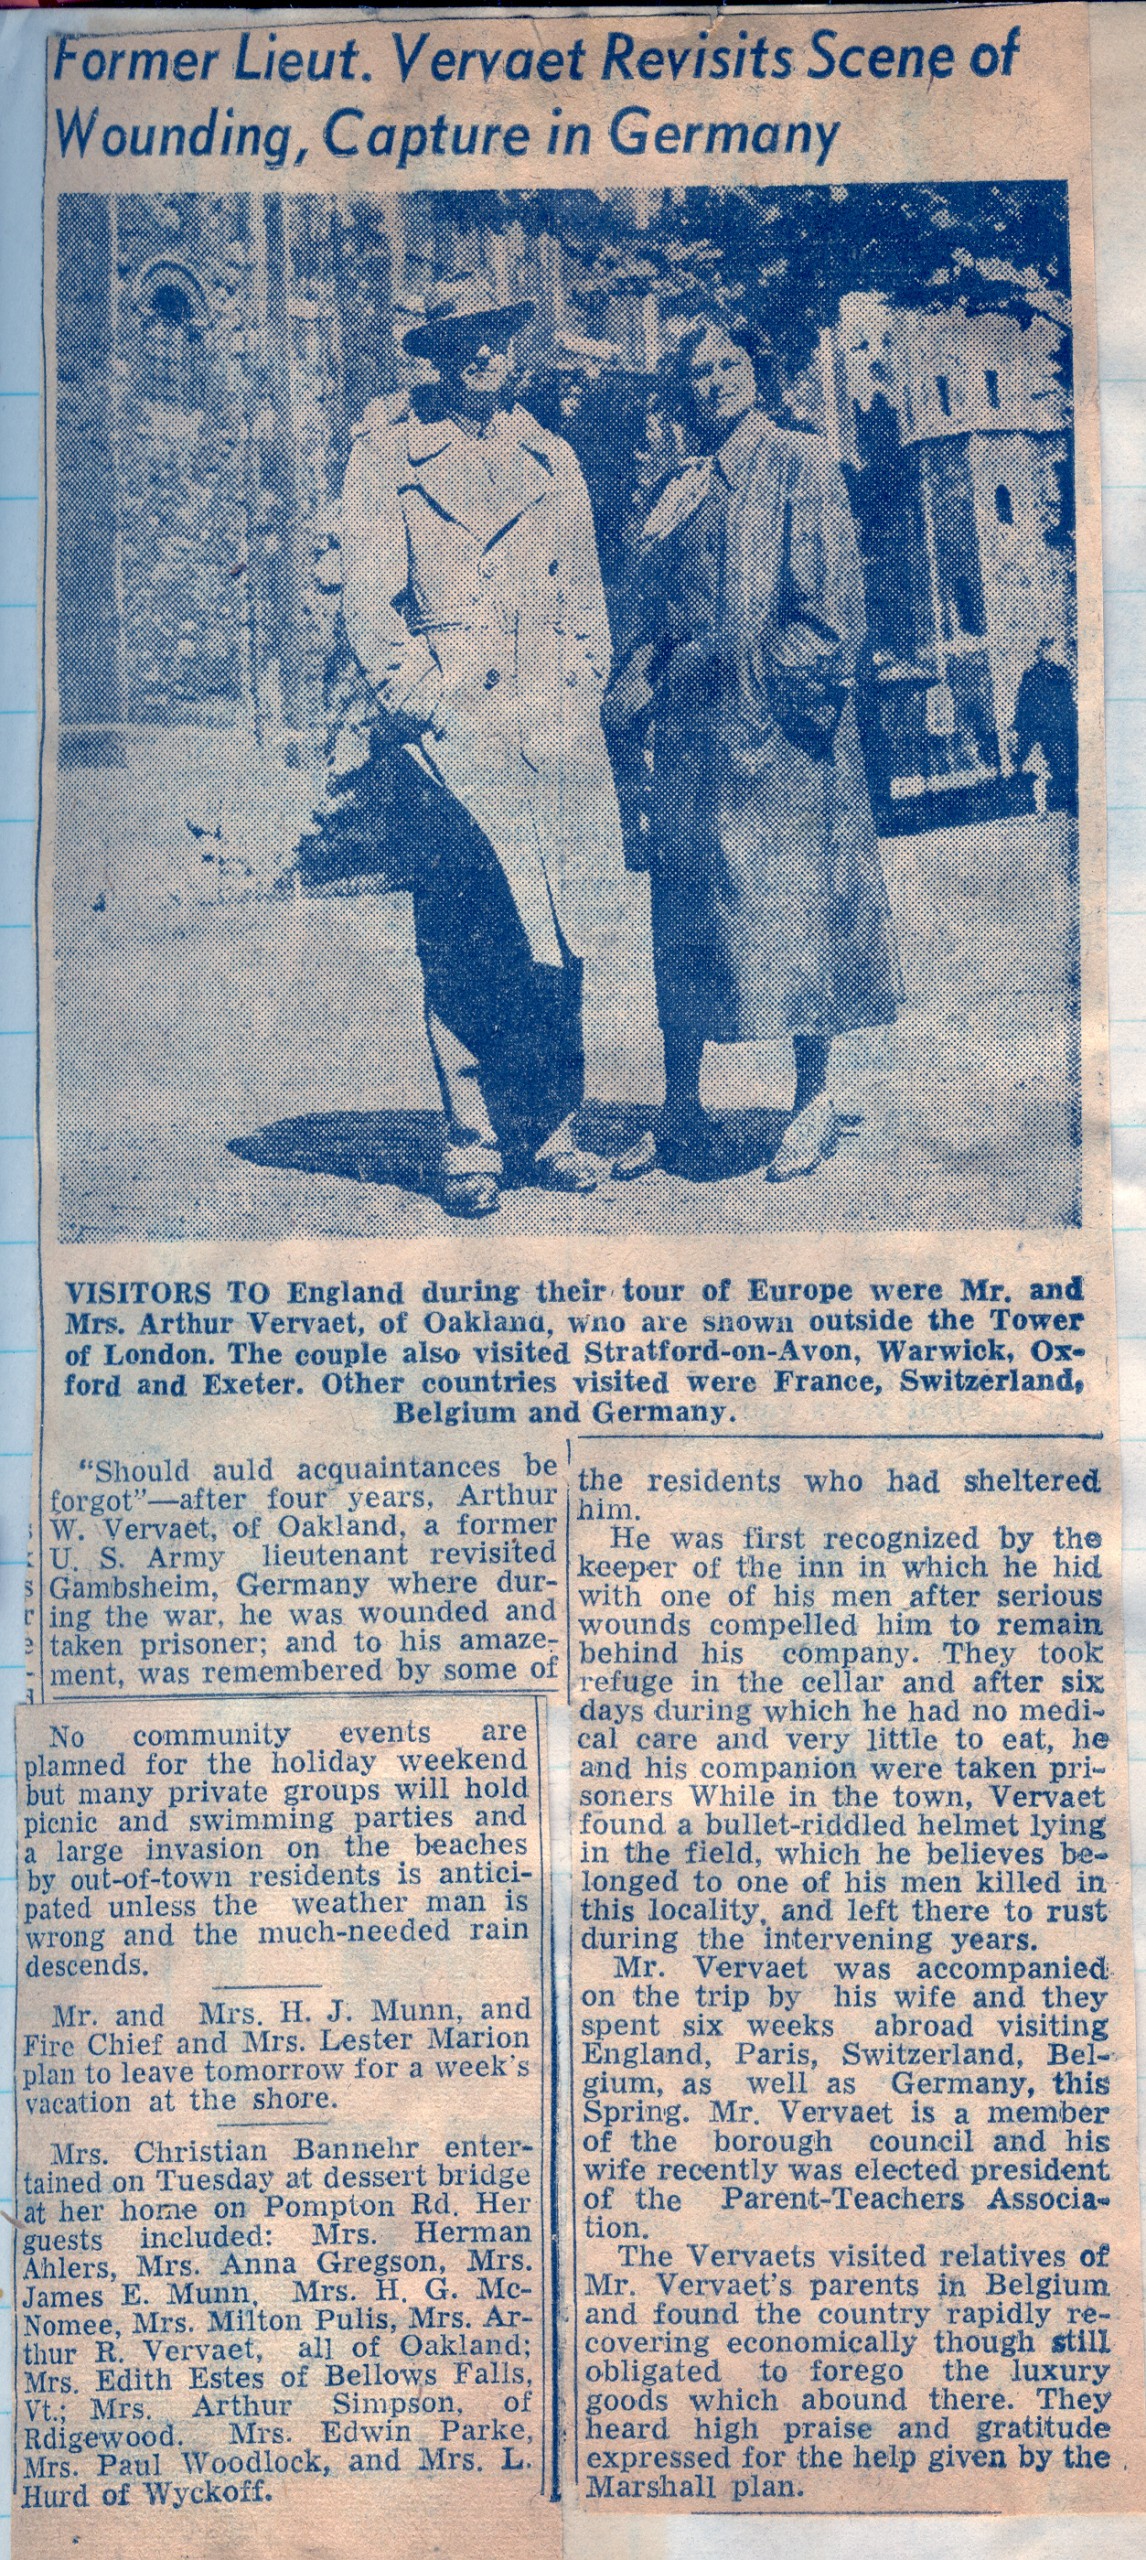 Former Lieut. Vervaet Revisits Scene of
Wounding, Capture in Germany
VISITORS TO England during their tour of Europe were Mr. and
Mrs. Arthur Vervaet, of Oakland, who are shown outside the Tower
of London. The couple also visited Stratford-on-Avon, Warwick, Ox-
ford and Exeter. Other countries visited were France, Switzerland,
Belgium and Germany.
"Should auld acquaintances be
forgot"—after four years, Arthur
W. Vervaet, of Oakland, a former
U. S. Army lieutenant revisited
Gambsheim, Germany where dur-
ing the war, he was wounded and
taken prisoner; and to his amaze-
ment, was remembered by some of
the residents who had sheltered
him.
He was first recognized by the
keeper of the inn in which he hid
with one of his men after serious
wounds compelled him to remain
behind his company. They took
refuge in the cellar and after six
days during which he had no medi-
cal care and very little to eat, he
and his companion were taken pri-
soners While in the town, Vervaet
found a bullet-riddled helmet lying
in the field, which he believes be-
longed to one of his men killed in
this locality, and left there to rust
during the intervening years.
Mr. Vervaet was accompanied
on the trip by his wife and they
spent six weeks abroad visiting
England, Paris, Switzerland, Bel-
gium, as well as Germany, this
Spring. Mr. Vervaet is a member
of the borough council and his
wife recently was elected president
of the Parent-Teachers Associa-
tion.
The Vervaets visited relatives of
Mr. Vervaet's parents in Belgium
and found the country rapidly re-
covering economically though still
obligated to forego the luxury
goods which abound there. They
heard high praise and gratitude
expressed for the help given by the
Marshall plan.
No community events are
planned for the holiday weekend
but many private groups will hold
picnic and swimming parties and
a large invasion on the beaches
by out-of-town residents is antici-
pated unless the weather man is
wrong and the much-needed rain
descends.
Mr. and Mrs. H. J. Munn, and
Fire Chief and Mrs. Lester Marion
plan to leave tomorrow for a week's
vacation at the shore.
Mrs. Christian Bannehr enter-
tained on Tuesday at dessert bridge
at her home on Pompton Rd. Her
guests included: Mrs. Herman
Ahlers, Mrs. Anna Gregson, Mrs.
James E. Munn, Mrs. H. G. Mc-
Nomee, Mrs. Milton Pulis, Mrs. Ar-
thur R. Vervaet, all of Oakland;
Mrs. Edith Estes of Bellows Falls,
Vt.; Mrs. Arthur Simpson, of
Rdigewood. Mrs. Edwin Parke,
Mrs. Paul Woodlock, and Mrs. L.
Hurd of Wyckoff.